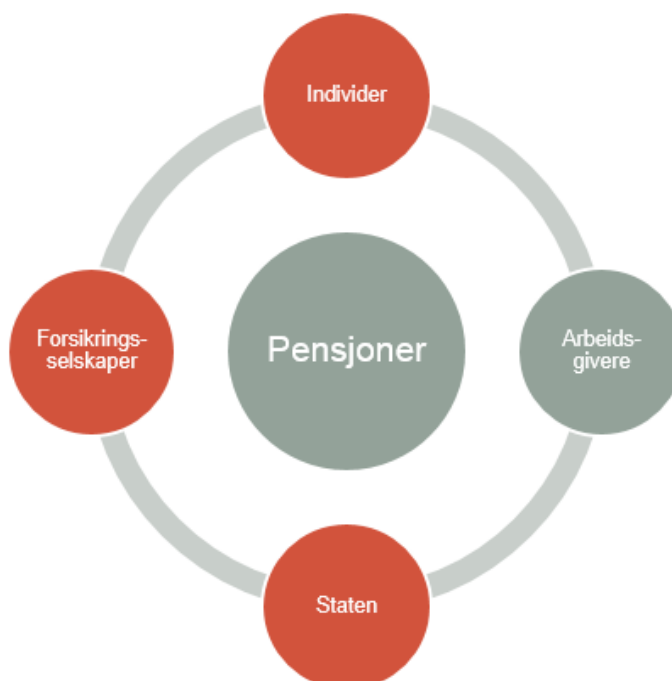 Individer
Forsikrings-
selskaper
Pensjoner
Arbeids-
givere
Staten